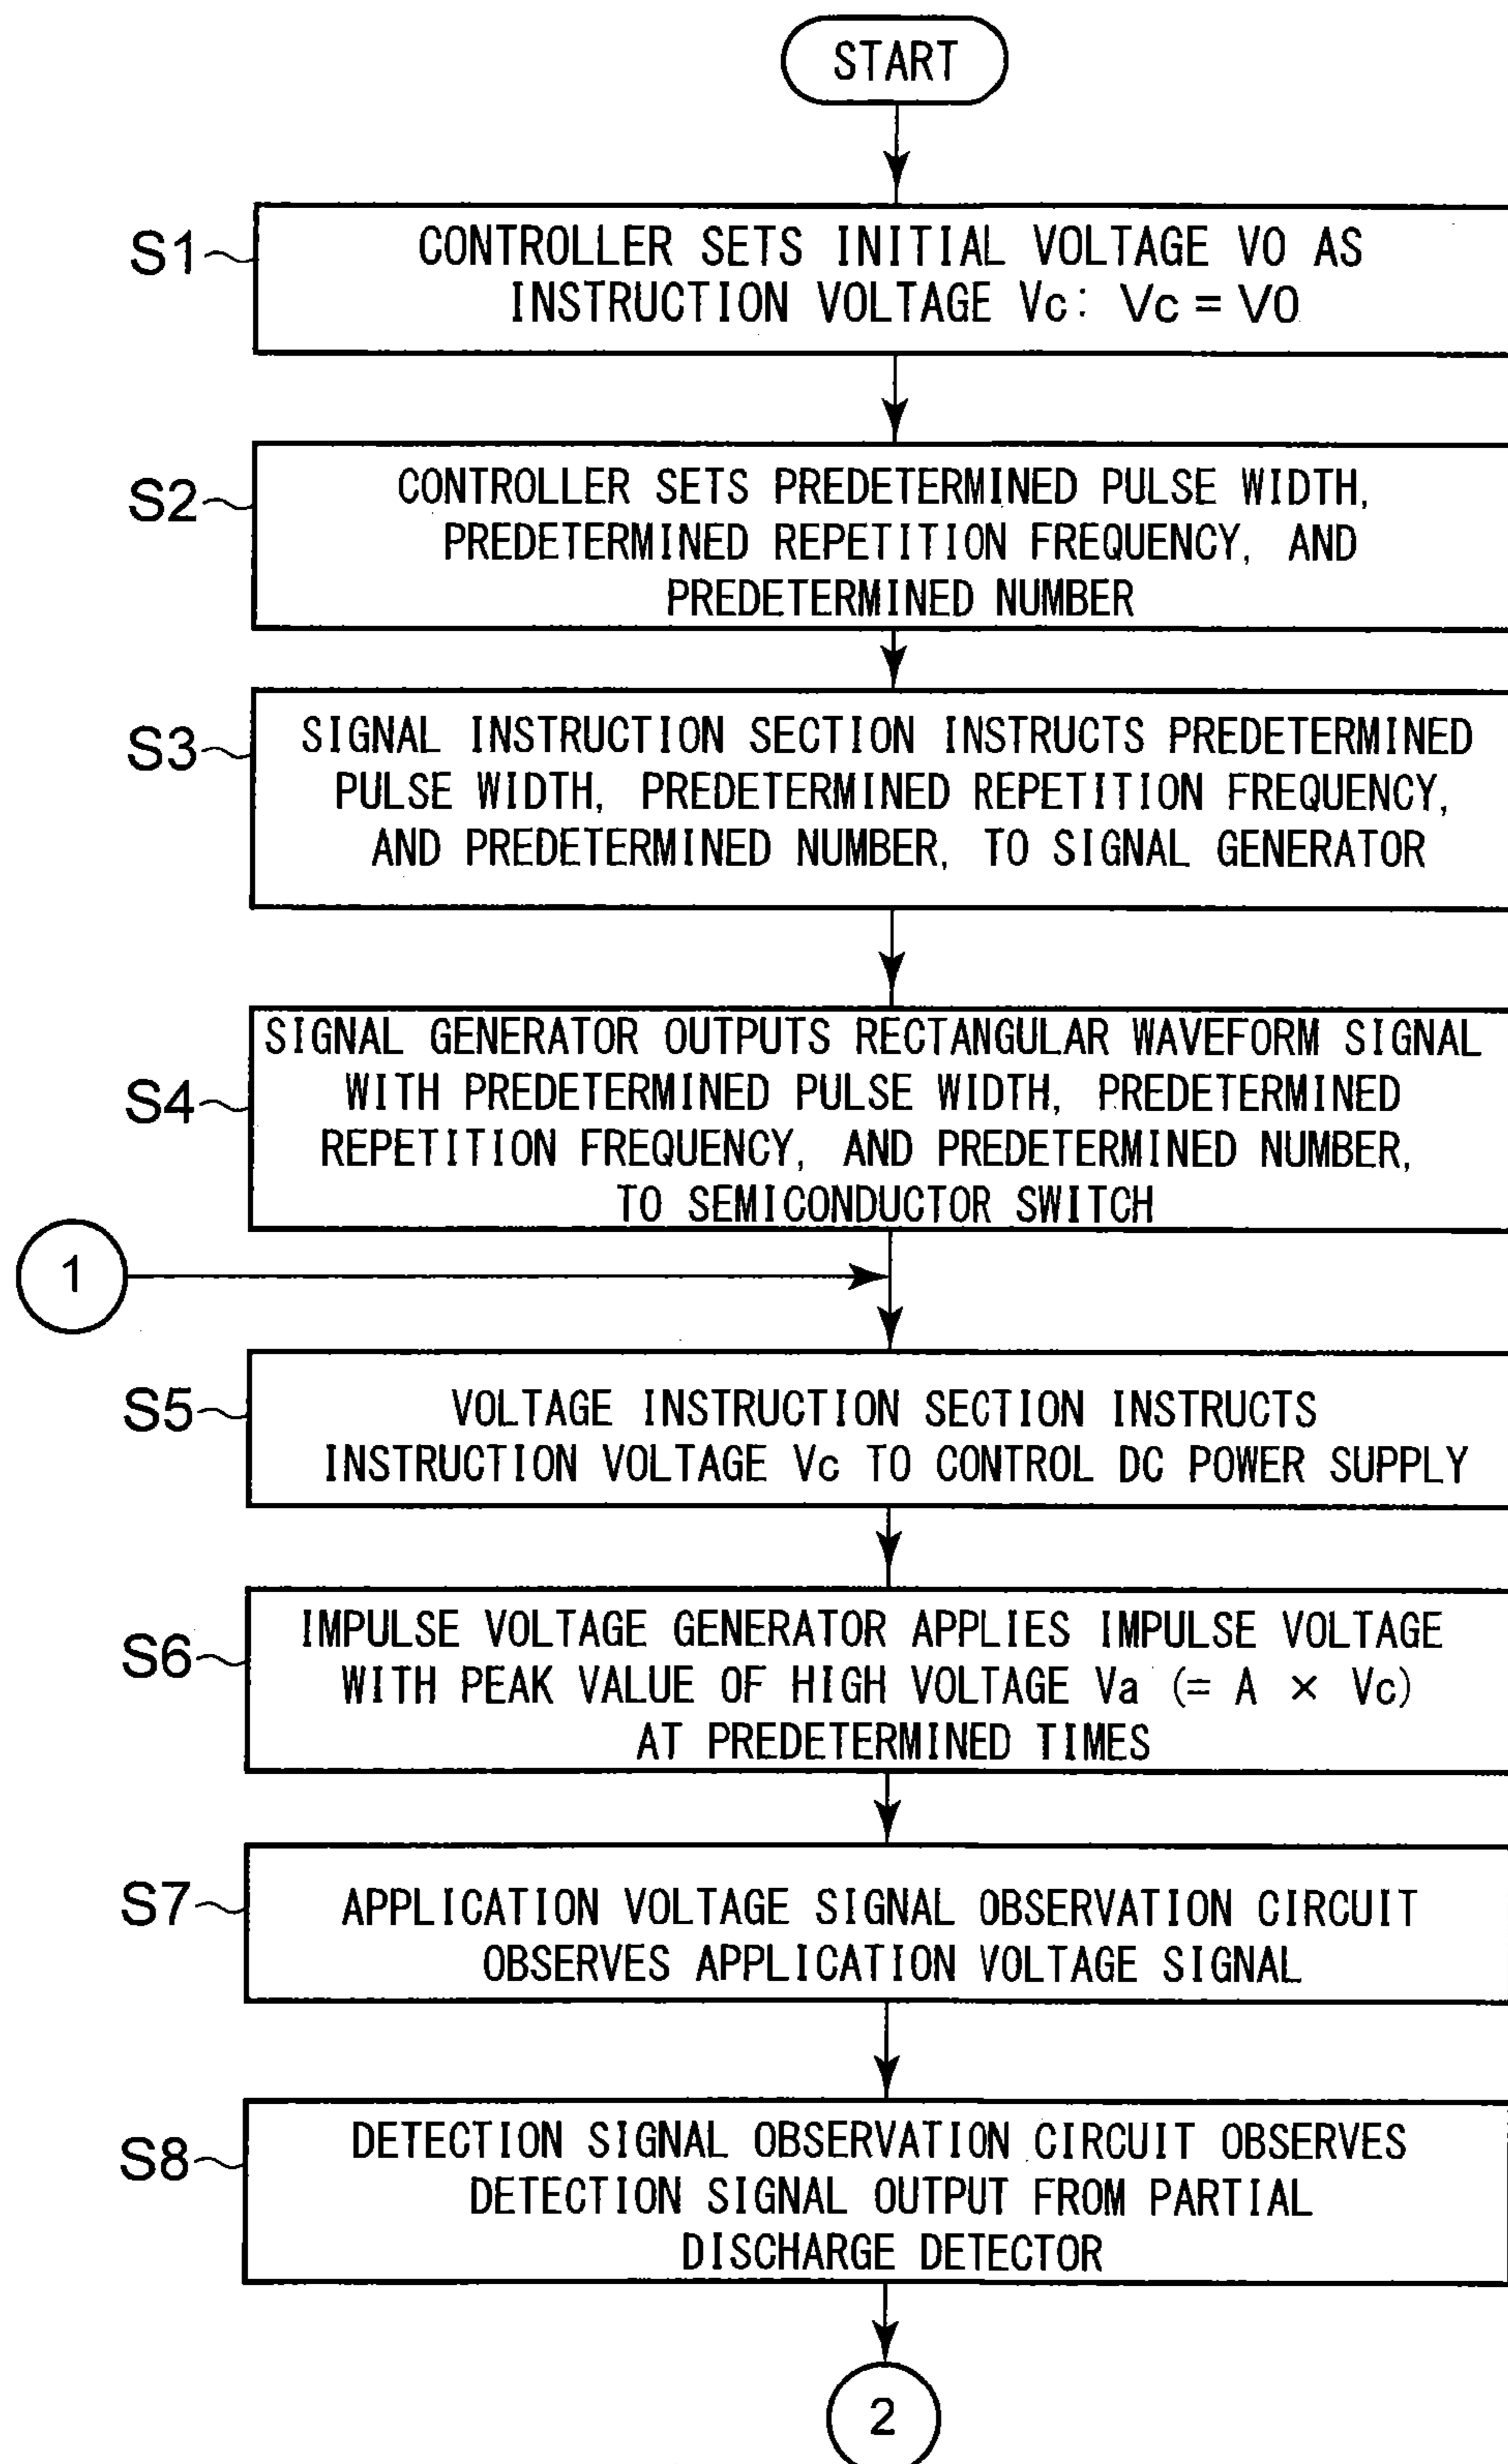 START
S1
CONTROLLER SETS INITIAL VOLTAGE V0 AS
INSTRUCTION VOLTAGE Vc: Vc = V0
S2
CONTROLLER SETS PREDETERMINED PULSE WIDTH,
PREDETERMINED REPETITION FREQUENCY, AND
PREDETERMINED NUMBER
S3
SIGNAL INSTRUCTION SECTION INSTRUCTS PREDETERMINED
PULSE WIDTH, PREDETERMINED REPETITION FREQUENCY,
AND PREDETERMINED NUMBER, TO SIGNAL GENERATOR
S4
SIGNAL GENERATOR OUTPUTS RECTANGULAR WAVEFORM SIGNAL
WITH PREDETERMINED PULSE WIDTH, PREDETERMINED
REPETITION FREQUENCY, AND PREDETERMINED NUMBER,
TO SEMICONDUCTOR SWITCH
1
S5
VOLTAGE INSTRUCTION SECTION INSTRUCTS
INSTRUCTION VOLTAGE Vc TO CONTROL DC POWER SUPPLY
S6
IMPULSE VOLTAGE GENERATOR APPLIES IMPULSE VOLTAGE
WITH PEAK VALUE OF HIGH VOLTAGE Va (= A × Vc)
AT PREDETERMINED TIMES
S7
APPLICATION VOLTAGE SIGNAL OBSERVATION CIRCUIT
OBSERVES APPLICATION VOLTAGE SIGNAL
S8
DETECTION SIGNAL OBSERVATION CIRCUIT OBSERVES
DETECTION SIGNAL OUTPUT FROM PARTIAL
DISCHARGE DETECTOR
2